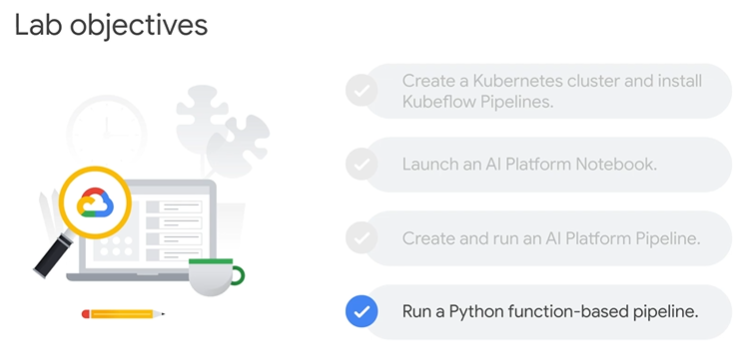 Lab objectives
Create a Kubernetes cluster and install
Kubeflow Pipelines.
Launch an AI Platform Notebook.
Create and run an AI Platform Pipeline.
Run a Python function-based pipeline.